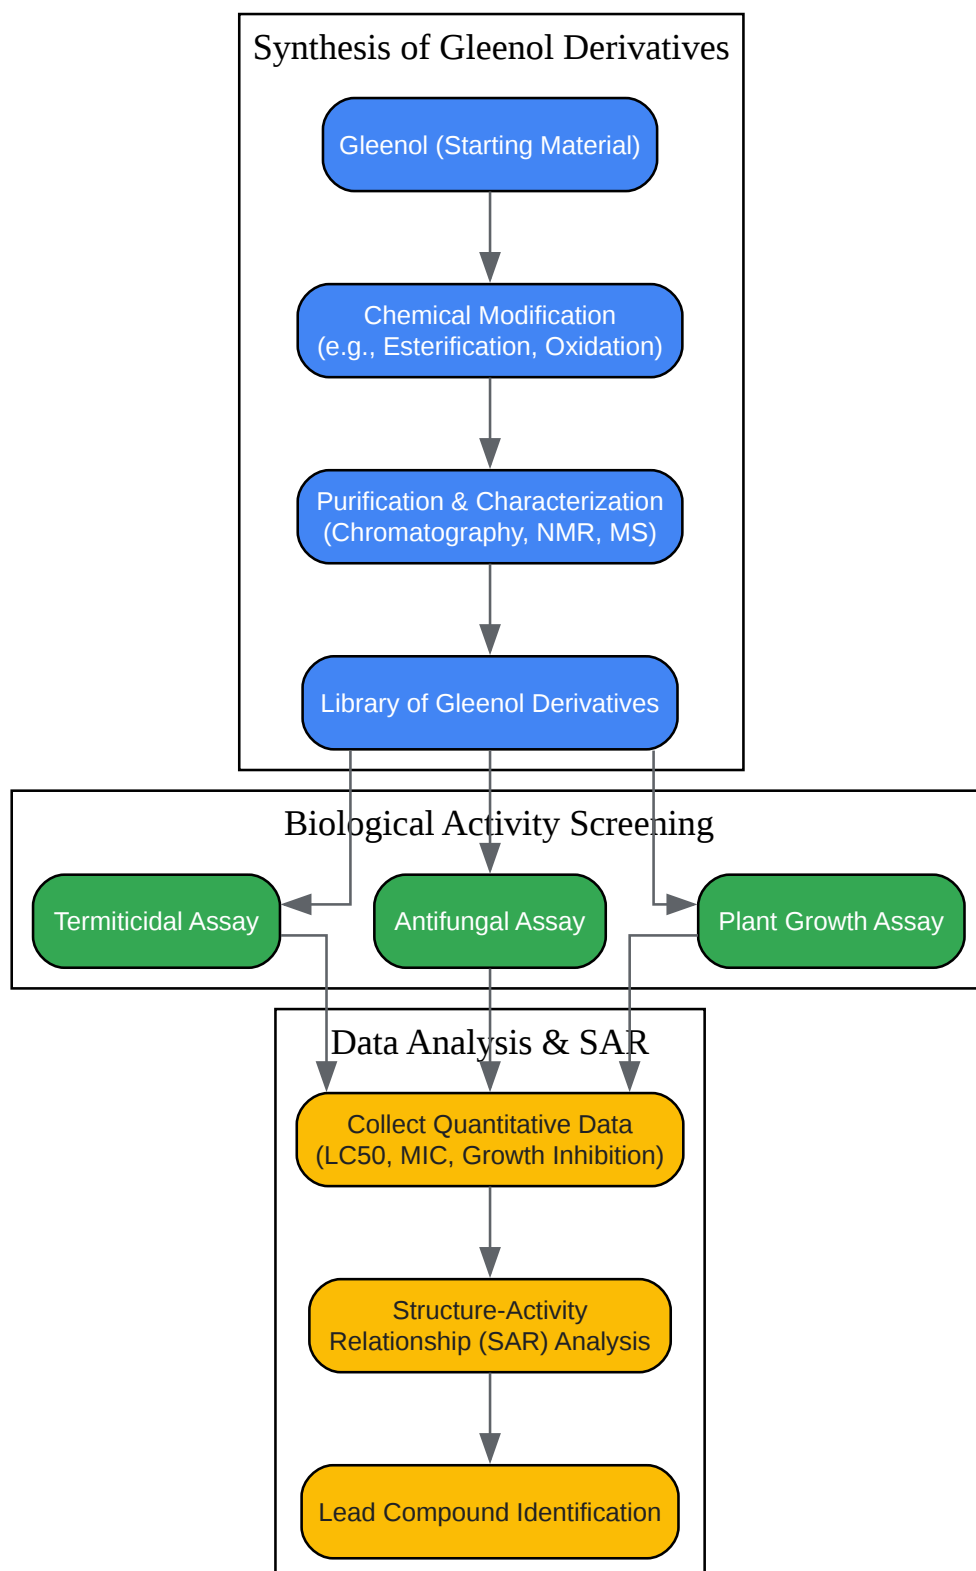 Synthesis of Gleenol Derivatives
Gleenol (Starting Material)
Chemical Modification
(e.g., Esterification, Oxidation)
Purification & Characterization
(Chromatography, NMR, MS)
Library of Gleenol Derivatives
Biological Activity Screening
Termiticidal Assay
Antifungal Assay
Plant Growth Assay
Data Analysis & SAR
Collect Quantitative Data
(LC50, MIC, Growth Inhibition)
Structure-Activity
Relationship (SAR) Analysis
Lead Compound Identification